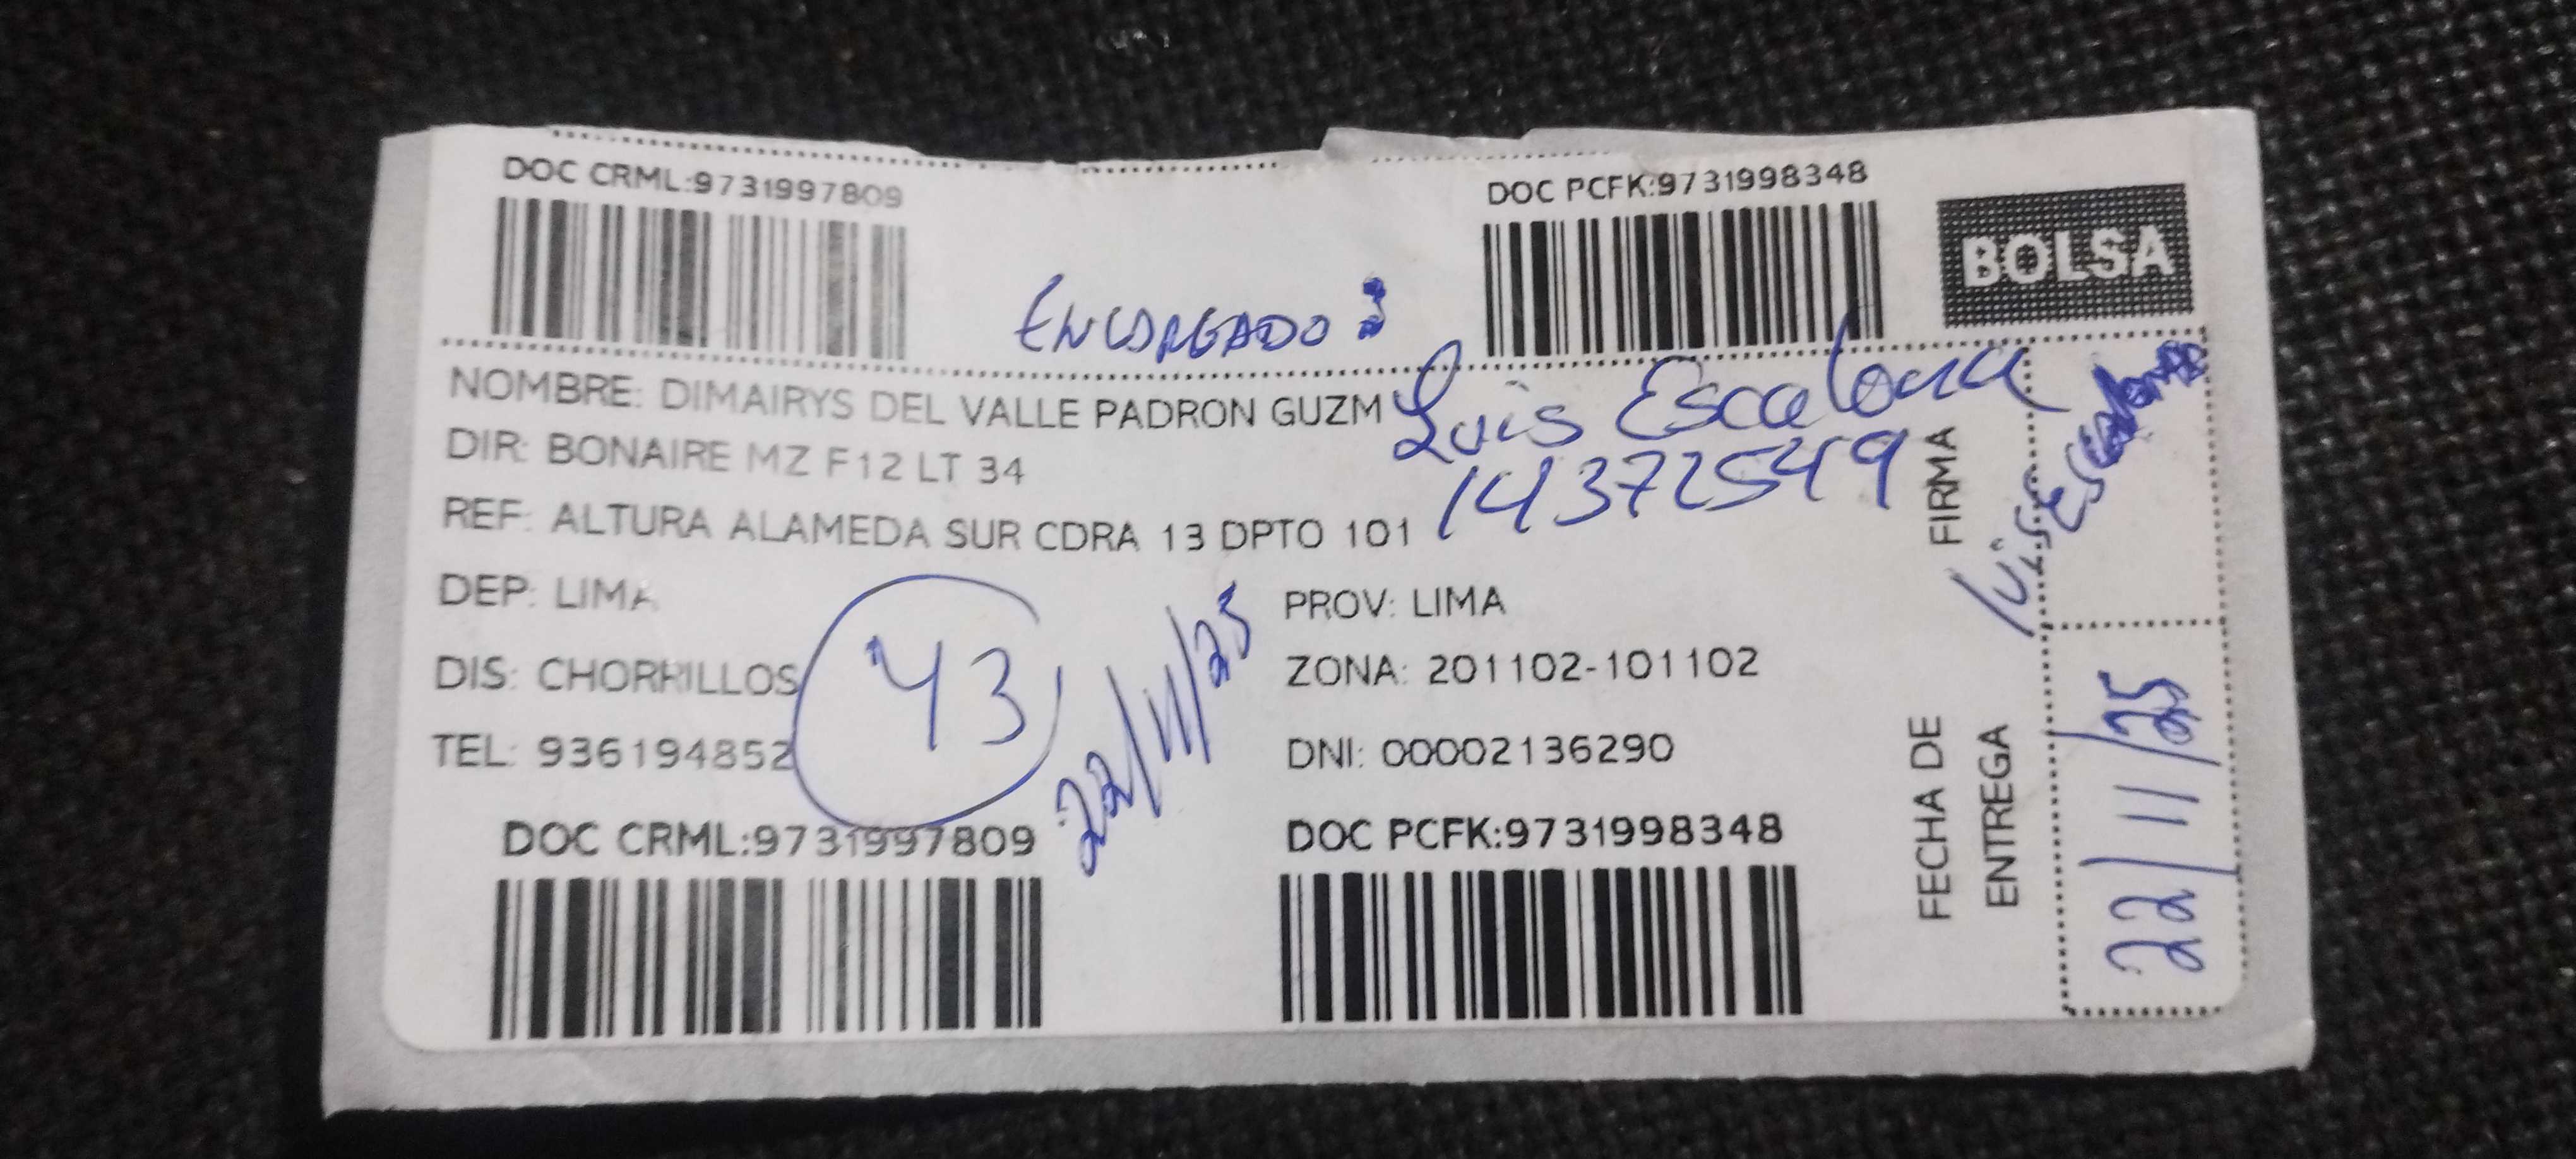 DOC CRML:9731997809
DOC PCFK:9731998348
BOLSA
ENCARGADO:
NOMBRE: DIMAIRYS DEL VALLE PADRON GUZM
Luis Escalona
DIR: BONAIRE MZ F12 LT 34
14372549
REF: ALTURA ALAMEDA SUR CDRA 13 DPTO 101
FIRMA
Luis Escalona
DEP: LIMA
PROV: LIMA
DIS: CHORRILLOS
43
22/11/25
ZONA: 201102-101102
TEL: 936194852
DNI: 00002136290
FECHA DE
ENTREGA
22/11/25
DOC CRML:9731997809
DOC PCFK:9731998348